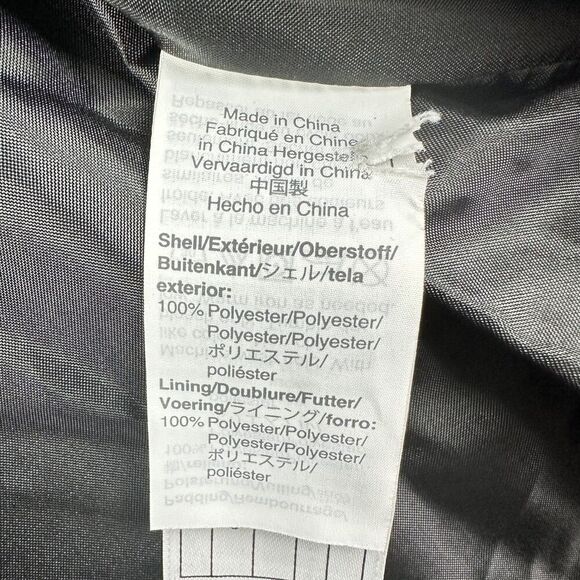 Made in China
Fabriqué en Chine
in China Hergestellt
Vervaardigd in China
中国製
Hecho en China
Shell/Extérieur/Oberstoff/
Buitenkant/シェル/tela
exterior:
100% Polyester/Polyester/
Polyester/Polyester/
ポリエステル/
poliéster
Lining/Doublure/Futter/
Voering/ライニング/forro:
100% Polyester/Polyester/
Polyester/Polyester/
ポリエステル/
poliéster